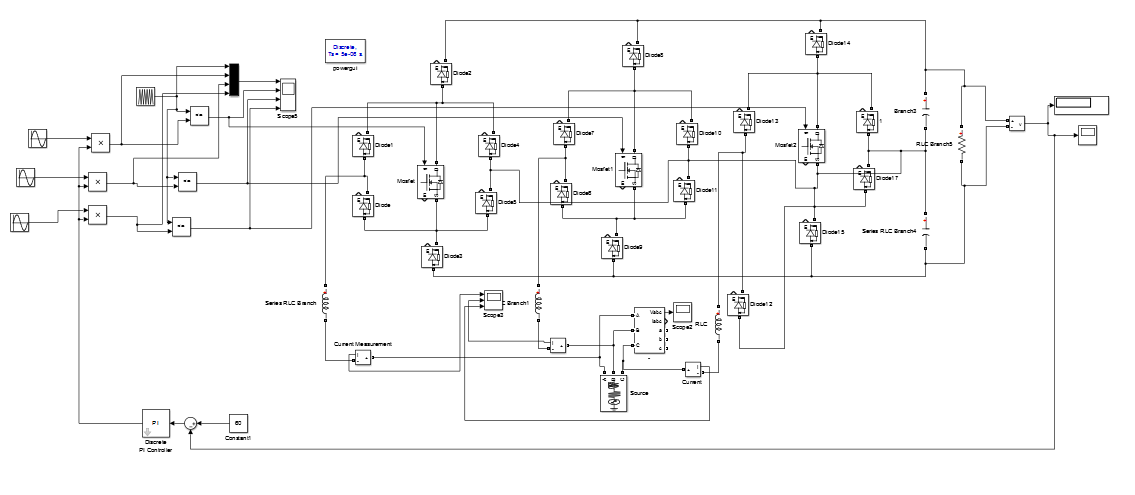 Discrete,
Ts = 5e-05 s
powergui
Scope5
Diode2
Diode8
Diode14
Diode1
Diode4
Mosfet
Diode
Diode5
Diode3
Diode7
Diode10
Mosfet1
Diode6
Diode11
Diode9
Diode13
Mosfet2
1
Diode17
Diode15
Diode12
Branch3
RLC Branch5
Series RLC Branch4
Series RLC Branch
Scope3
C Branch1
Current Measurement
Vabc
Iabc
A
B
C
a
b
c
Scope2
RLC
Current
Source
PI
Discrete
PI Controller
60
Constant1